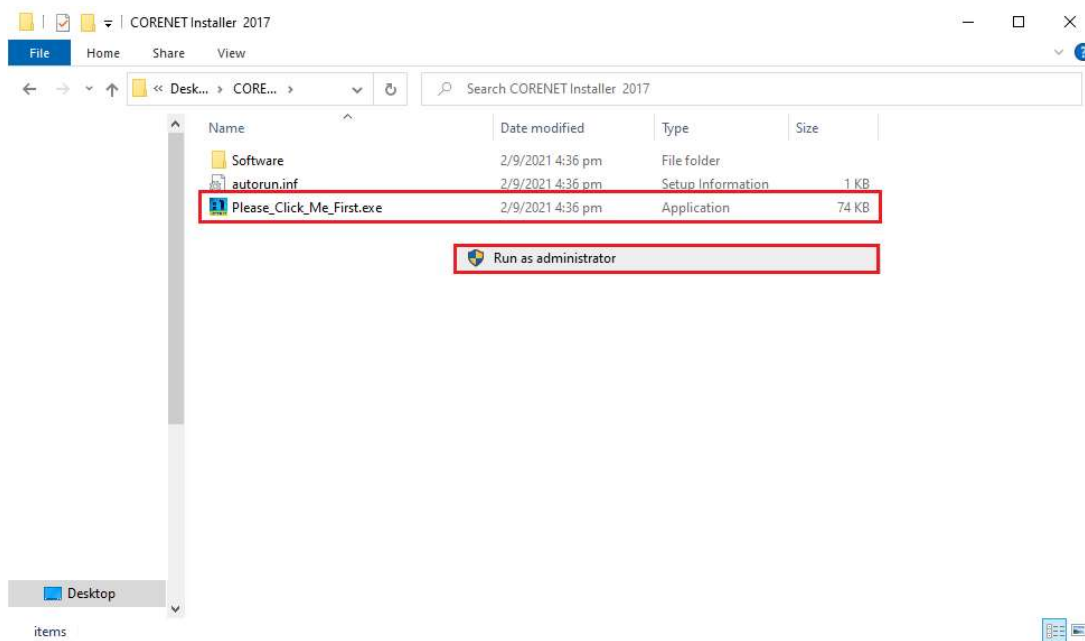 CORENET Installer 2017
File Home Share View
« Desk... › CORE... › Search CORENET Installer 2017
Name Date modified Type Size
Software 2/9/2021 4:36 pm File folder
autorun.inf 2/9/2021 4:36 pm Setup Information 1 KB
Please_Click_Me_First.exe 2/9/2021 4:36 pm Application 74 KB
Run as administrator
Desktop
items